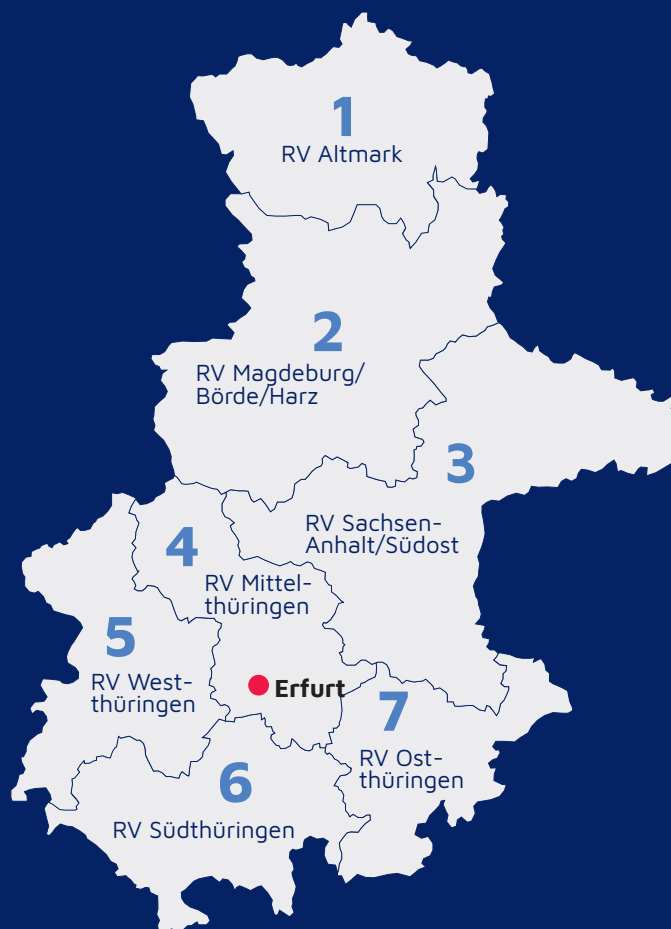 1
RV Altmark
2
RV Magdeburg/
Börde/Harz
3
RV Sachsen-
Anhalt/Südost
4
RV Mittel-
thüringen
5
RV West-
thüringen
Erfurt
7
RV Ost-
thüringen
6
RV Südthüringen